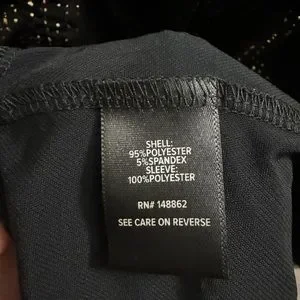 SHELL:
95%POLYESTER
5%SPANDEX
SLEEVE:
100%POLYESTER
RN# 148862
SEE CARE ON REVERSE